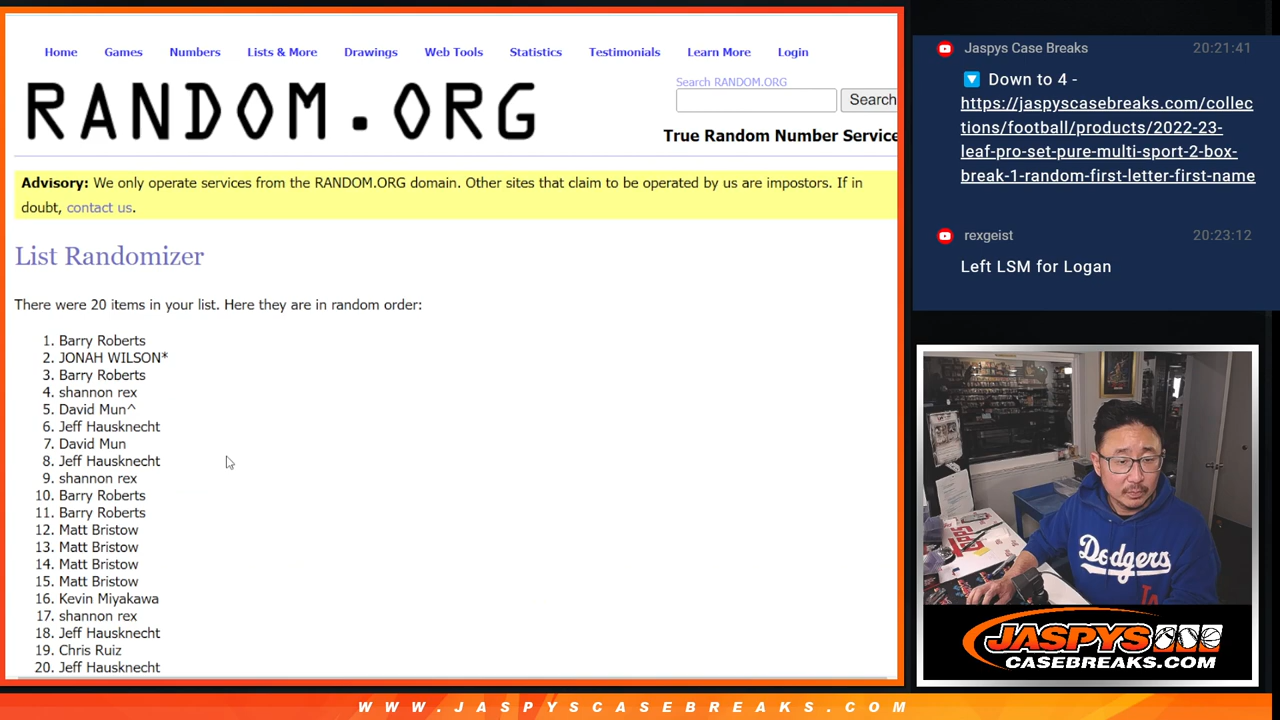 Home Games Numbers Lists & More Drawings Web Tools Statistics Testimonials Learn More Login
RANDOM.ORG
Search RANDOM.ORG
Search
True Random Number Service
Advisory: We only operate services from the RANDOM.ORG domain. Other sites that claim to be operated by us are impostors. If in
doubt, contact us.
List Randomizer
There were 20 items in your list. Here they are in random order:
1. Barry Roberts
2. JONAH WILSON*
3. Barry Roberts
4. shannon rex
5. David Mun^
6. Jeff Hausknecht
7. David Mun
8. Jeff Hausknecht
9. shannon rex
10. Barry Roberts
11. Barry Roberts
12. Matt Bristow
13. Matt Bristow
14. Matt Bristow
15. Matt Bristow
16. Kevin Miyakawa
17. shannon rex
18. Jeff Hausknecht
19. Chris Ruiz
20. Jeff Hausknecht
Jaspys Case Breaks 20:21:41
Down to 4 -
https://jaspyscasebreaks.com/collec
tions/football/products/2022-23-
leaf-pro-set-pure-multi-sport-2-box-
break-1-random-first-letter-first-name
rexgeist 20:23:12
Left LSM for Logan
Dodgers
JASPYS
CASEBREAKS.COM
WWW.JASPYSCASEBREAKS.COM